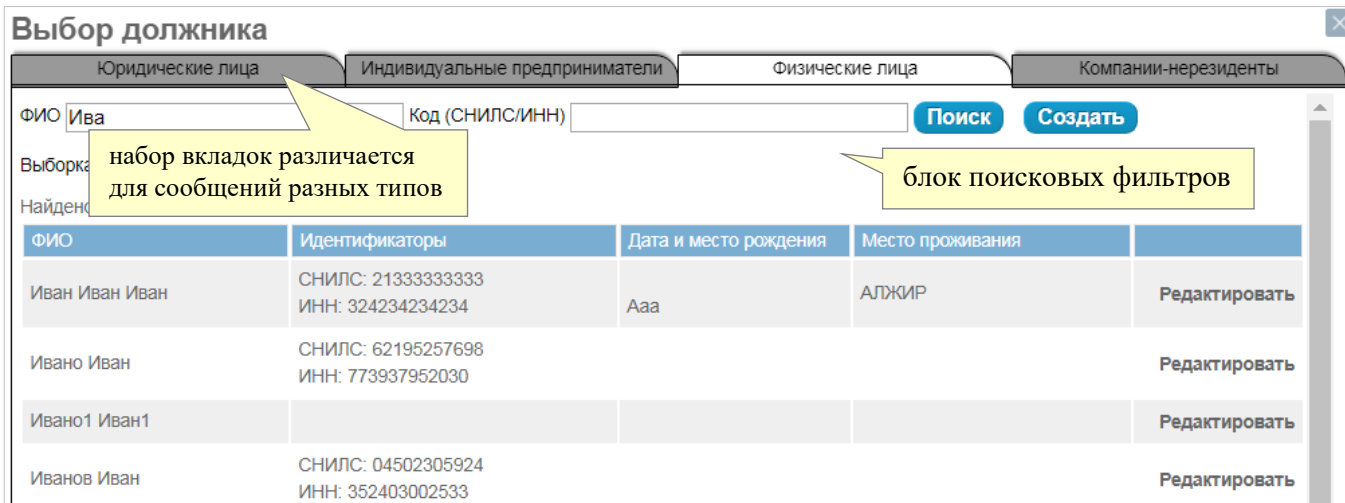 Выбор должника
Юридические лица Индивидуальные предприниматели Физические лица Компании-нерезиденты
ФИО Ива Код (СНИЛС/ИНН) Поиск Создать
набор вкладок различается
для сообщений разных типов
блок поисковых фильтров
ФИО Идентификаторы Дата и место рождения Место проживания
Иван Иван Иван СНИЛС: 21333333333
ИНН: 324234234234 Ааа АЛЖИР Редактировать
Ивано Иван СНИЛС: 62195257698
ИНН: 773937952030 Редактировать
Ивано1 Иван1 Редактировать
Иванов Иван СНИЛС: 04502305924
ИНН: 352403002533 Редактировать